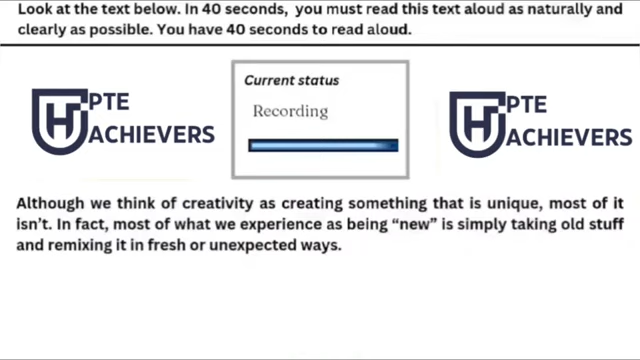 Look at the text below. In 40 seconds, you must read this text aloud as naturally and
clearly as possible. You have 40 seconds to read aloud.
Current status
Recording
PTE
ACHIEVERS
PTE
ACHIEVERS
Although we think of creativity as creating something that is unique, most of it
isn't. In fact, most of what we experience as being “new” is simply taking old stuff
and remixing it in fresh or unexpected ways.